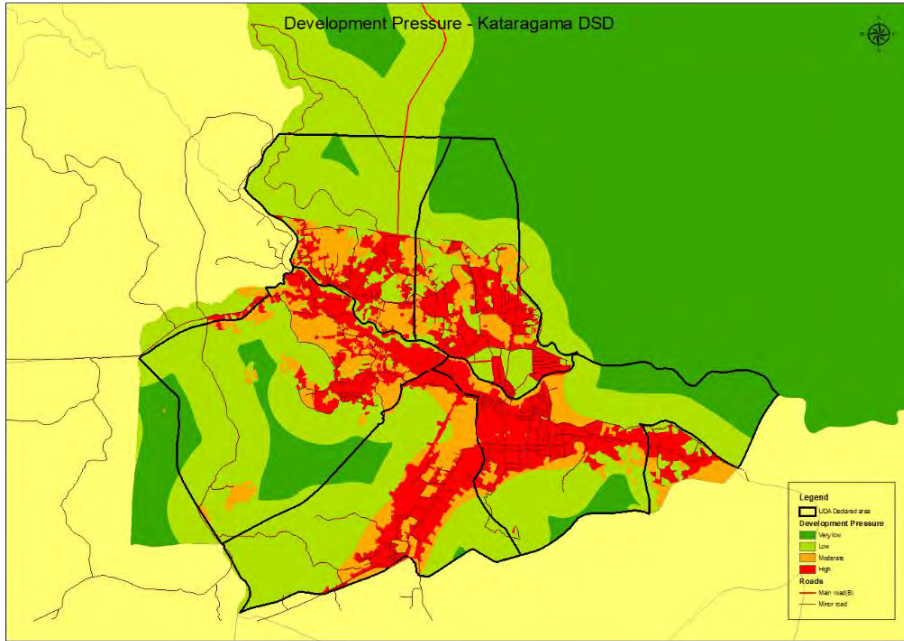 Development Pressure - Kataragama DSD
Legend
UDA Declared area
Development Pressure
Very low
Low
Moderate
High
Roads
Main road(B)
Minor road